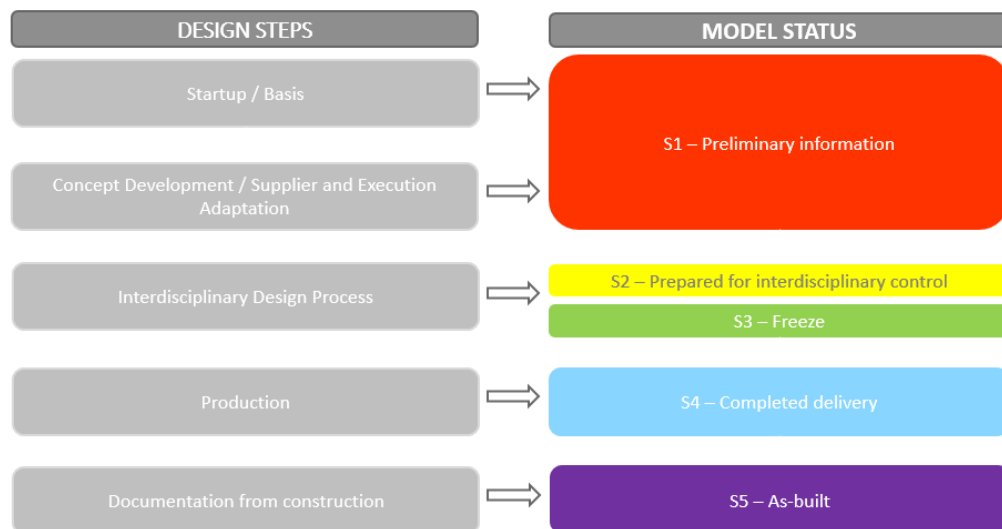 DESIGN STEPS
MODEL STATUS
Startup / Basis
S1 – Preliminary information
Concept Development / Supplier and Execution
Adaptation
Interdisciplinary Design Process
S2 – Prepared for interdisciplinary control
S3 – Freeze
Production
S4 – Completed delivery
Documentation from construction
S5 – As-built